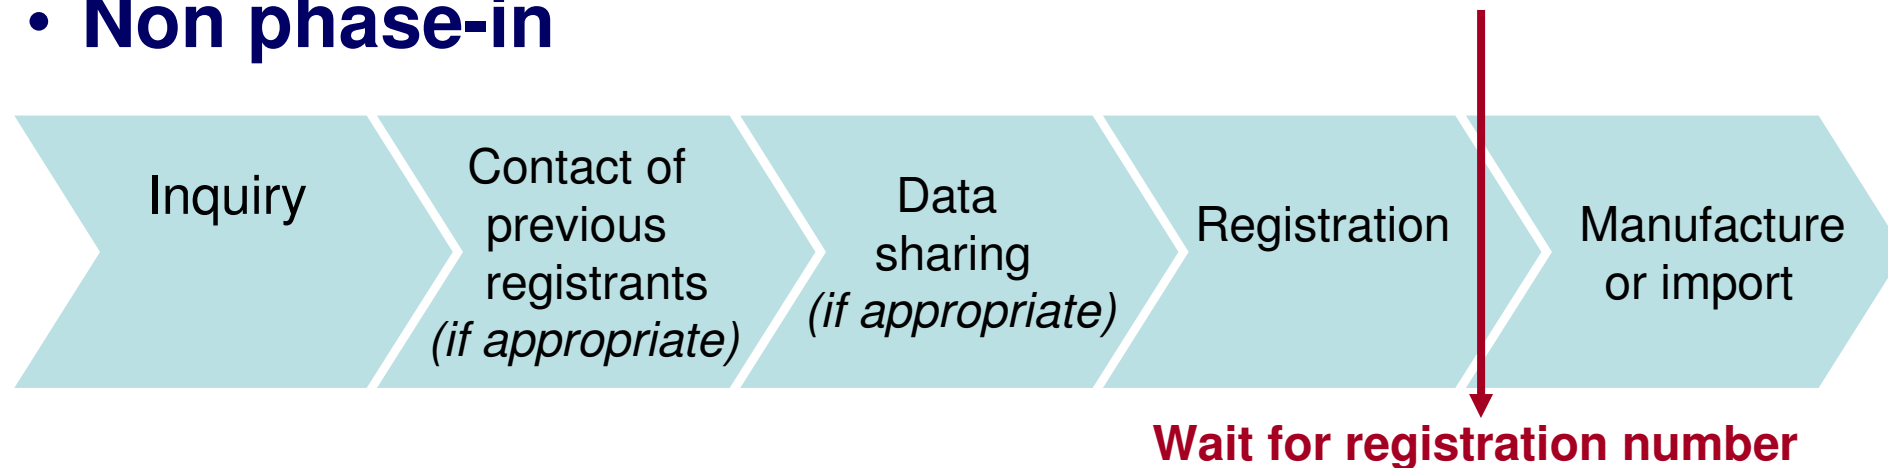 • Non phase-in
Inquiry
Contact of
previous
registrants
(if appropriate)
Data
sharing
(if appropriate)
Registration
Manufacture
or import
Wait for registration number